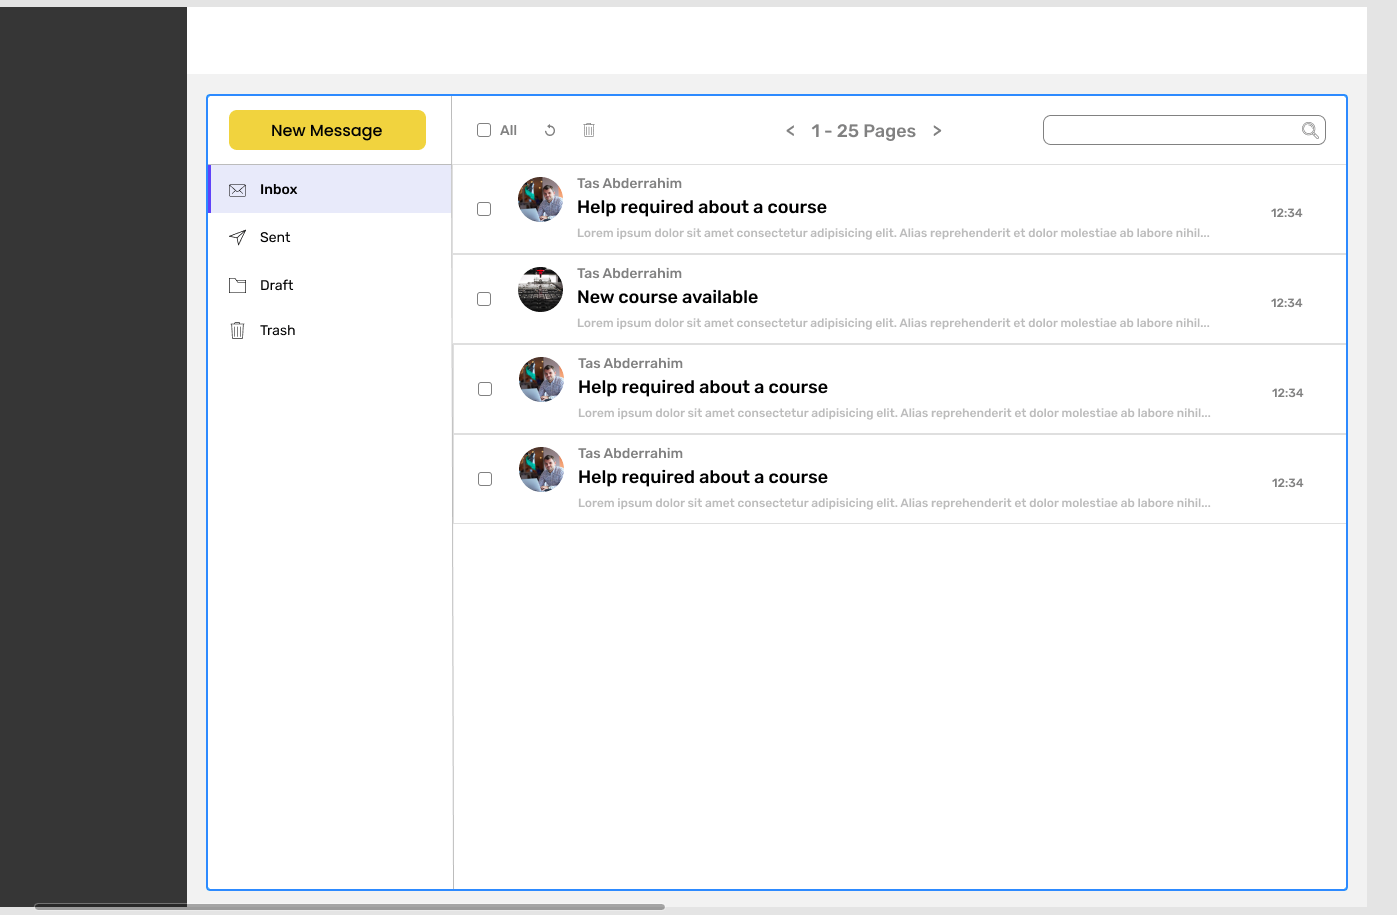 New Message
All
< 1 - 25 Pages >
Inbox
Sent
Draft
Trash
Tas Abderrahim
Help required about a course
12:34
Lorem ipsum dolor sit amet consectetur adipisicing elit. Alias reprehenderit et dolor molestiae ab labore nihil...
Tas Abderrahim
New course available
12:34
Lorem ipsum dolor sit amet consectetur adipisicing elit. Alias reprehenderit et dolor molestiae ab labore nihil...
Tas Abderrahim
Help required about a course
12:34
Lorem ipsum dolor sit amet consectetur adipisicing elit. Alias reprehenderit et dolor molestiae ab labore nihil...
Tas Abderrahim
Help required about a course
12:34
Lorem ipsum dolor sit amet consectetur adipisicing elit. Alias reprehenderit et dolor molestiae ab labore nihil...